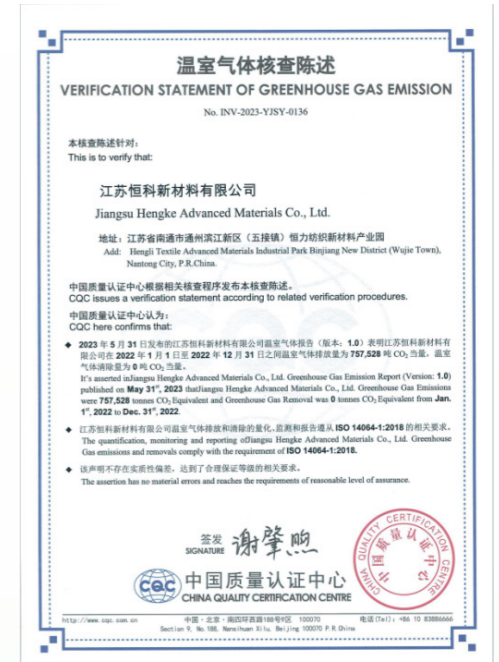 温室气体核查陈述
VERIFICATION STATEMENT OF GREENHOUSE GAS EMISSION
No. INV-2023-YJSY-0136
本核查陈述针对：
This is to verify that:
江苏恒科新材料有限公司
Jiangsu Hengke Advanced Materials Co., Ltd.
地址：江苏省南通市通州滨江新区（五接镇）恒力纺织新材料产业园
Add: Hengli Textile Advanced Materials Industrial Park Binjiang New District (Wujie Town),
Nantong City, P.R.China.
中国质量认证中心根据相关核查程序发布本核查陈述。
CQC issues a verification statement according to related verification procedures.
中国质量认证中心认为：
CQC here confirms that:
◆ 2023 年 5 月 31 日发布的江苏恒科新材料有限公司温室气体报告（版本：1.0）表明江苏恒科新材料有
限公司在 2022 年 1 月 1 日至 2022 年 12 月 31 日之间温室气体排放量为 757,528 吨 CO₂ 当量，温室
气体清除量为 0 吨 CO₂ 当量。
It's asserted inJiangsu Hengke Advanced Materials Co., Ltd. Greenhouse Gas Emission Report (Version: 1.0)
published on May 31st, 2023 thatJiangsu Hengke Advanced Materials Co., Ltd. Greenhouse Gas Emissions
were 757,528 tonnes CO₂ Equivalent and Greenhouse Gas Removal was 0 tonnes CO₂ Equivalent from Jan.
1st, 2022 to Dec. 31st, 2022.
◆ 江苏恒科新材料有限公司温室气体排放和清除的量化、监测和报告遵从 ISO 14064-1:2018 的相关要求。
The quantification, monitoring and reporting ofJiangsu Hengke Advanced Materials Co., Ltd. Greenhouse
Gas emissions and removals comply with the requirement of ISO 14064-1:2018.
◆ 该声明不存在实质性偏差，达到了合理保证等级的相关要求。
The assertion has no material errors and reaches the requirements of reasonable level of assurance.
签发
SIGNATURE 谢肇煦
CQC 中国质量认证中心
CHINA QUALITY CERTIFICATION CENTRE
CHINA QUALITY CERTIFICATION CENTRE
中国质量认证中心
http://www.cqc.com.cn 中国·北京·南四环西路188号9区 100070 电话(Tel): +86 10 83886666
Section 9, No.188, Nansihuan Xilu, Beijing 100070 P.R.China